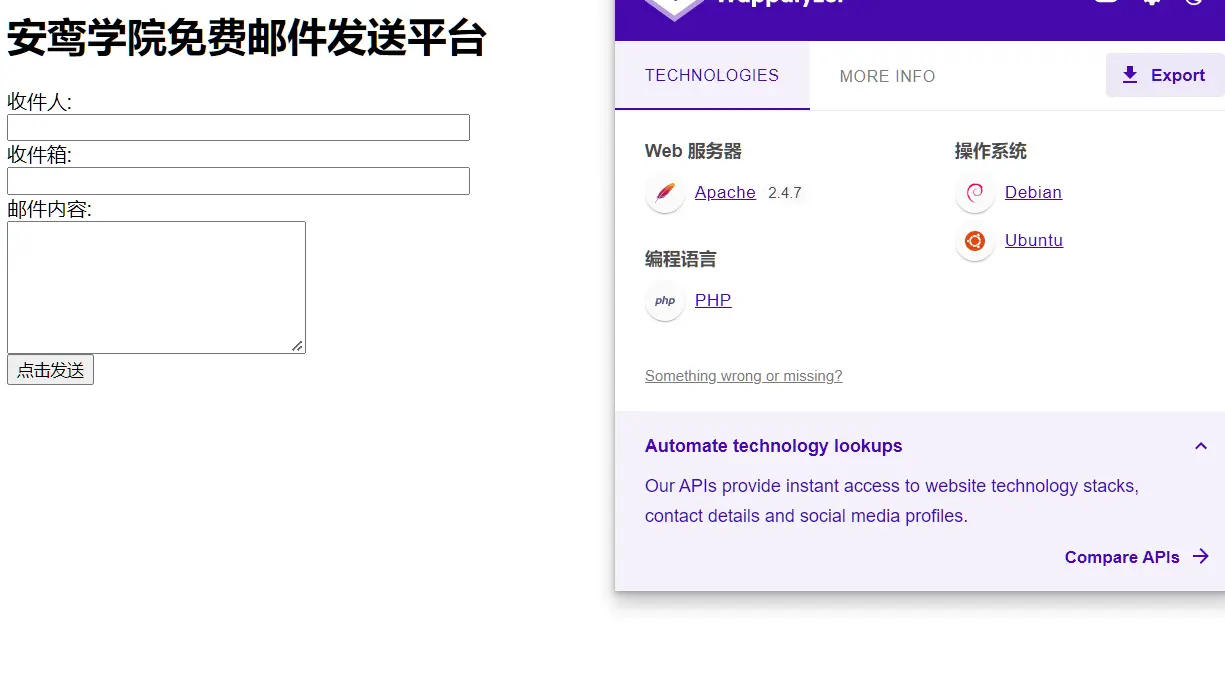 安鸾学院免费邮件发送平台
收件人:
收件箱:
邮件内容:
点击发送
TECHNOLOGIES
MORE INFO
Export
Web 服务器
Apache 2.4.7
编程语言
php PHP
操作系统
Debian
Ubuntu
Something wrong or missing?
Automate technology lookups
Our APIs provide instant access to website technology stacks,
contact details and social media profiles.
Compare APIs